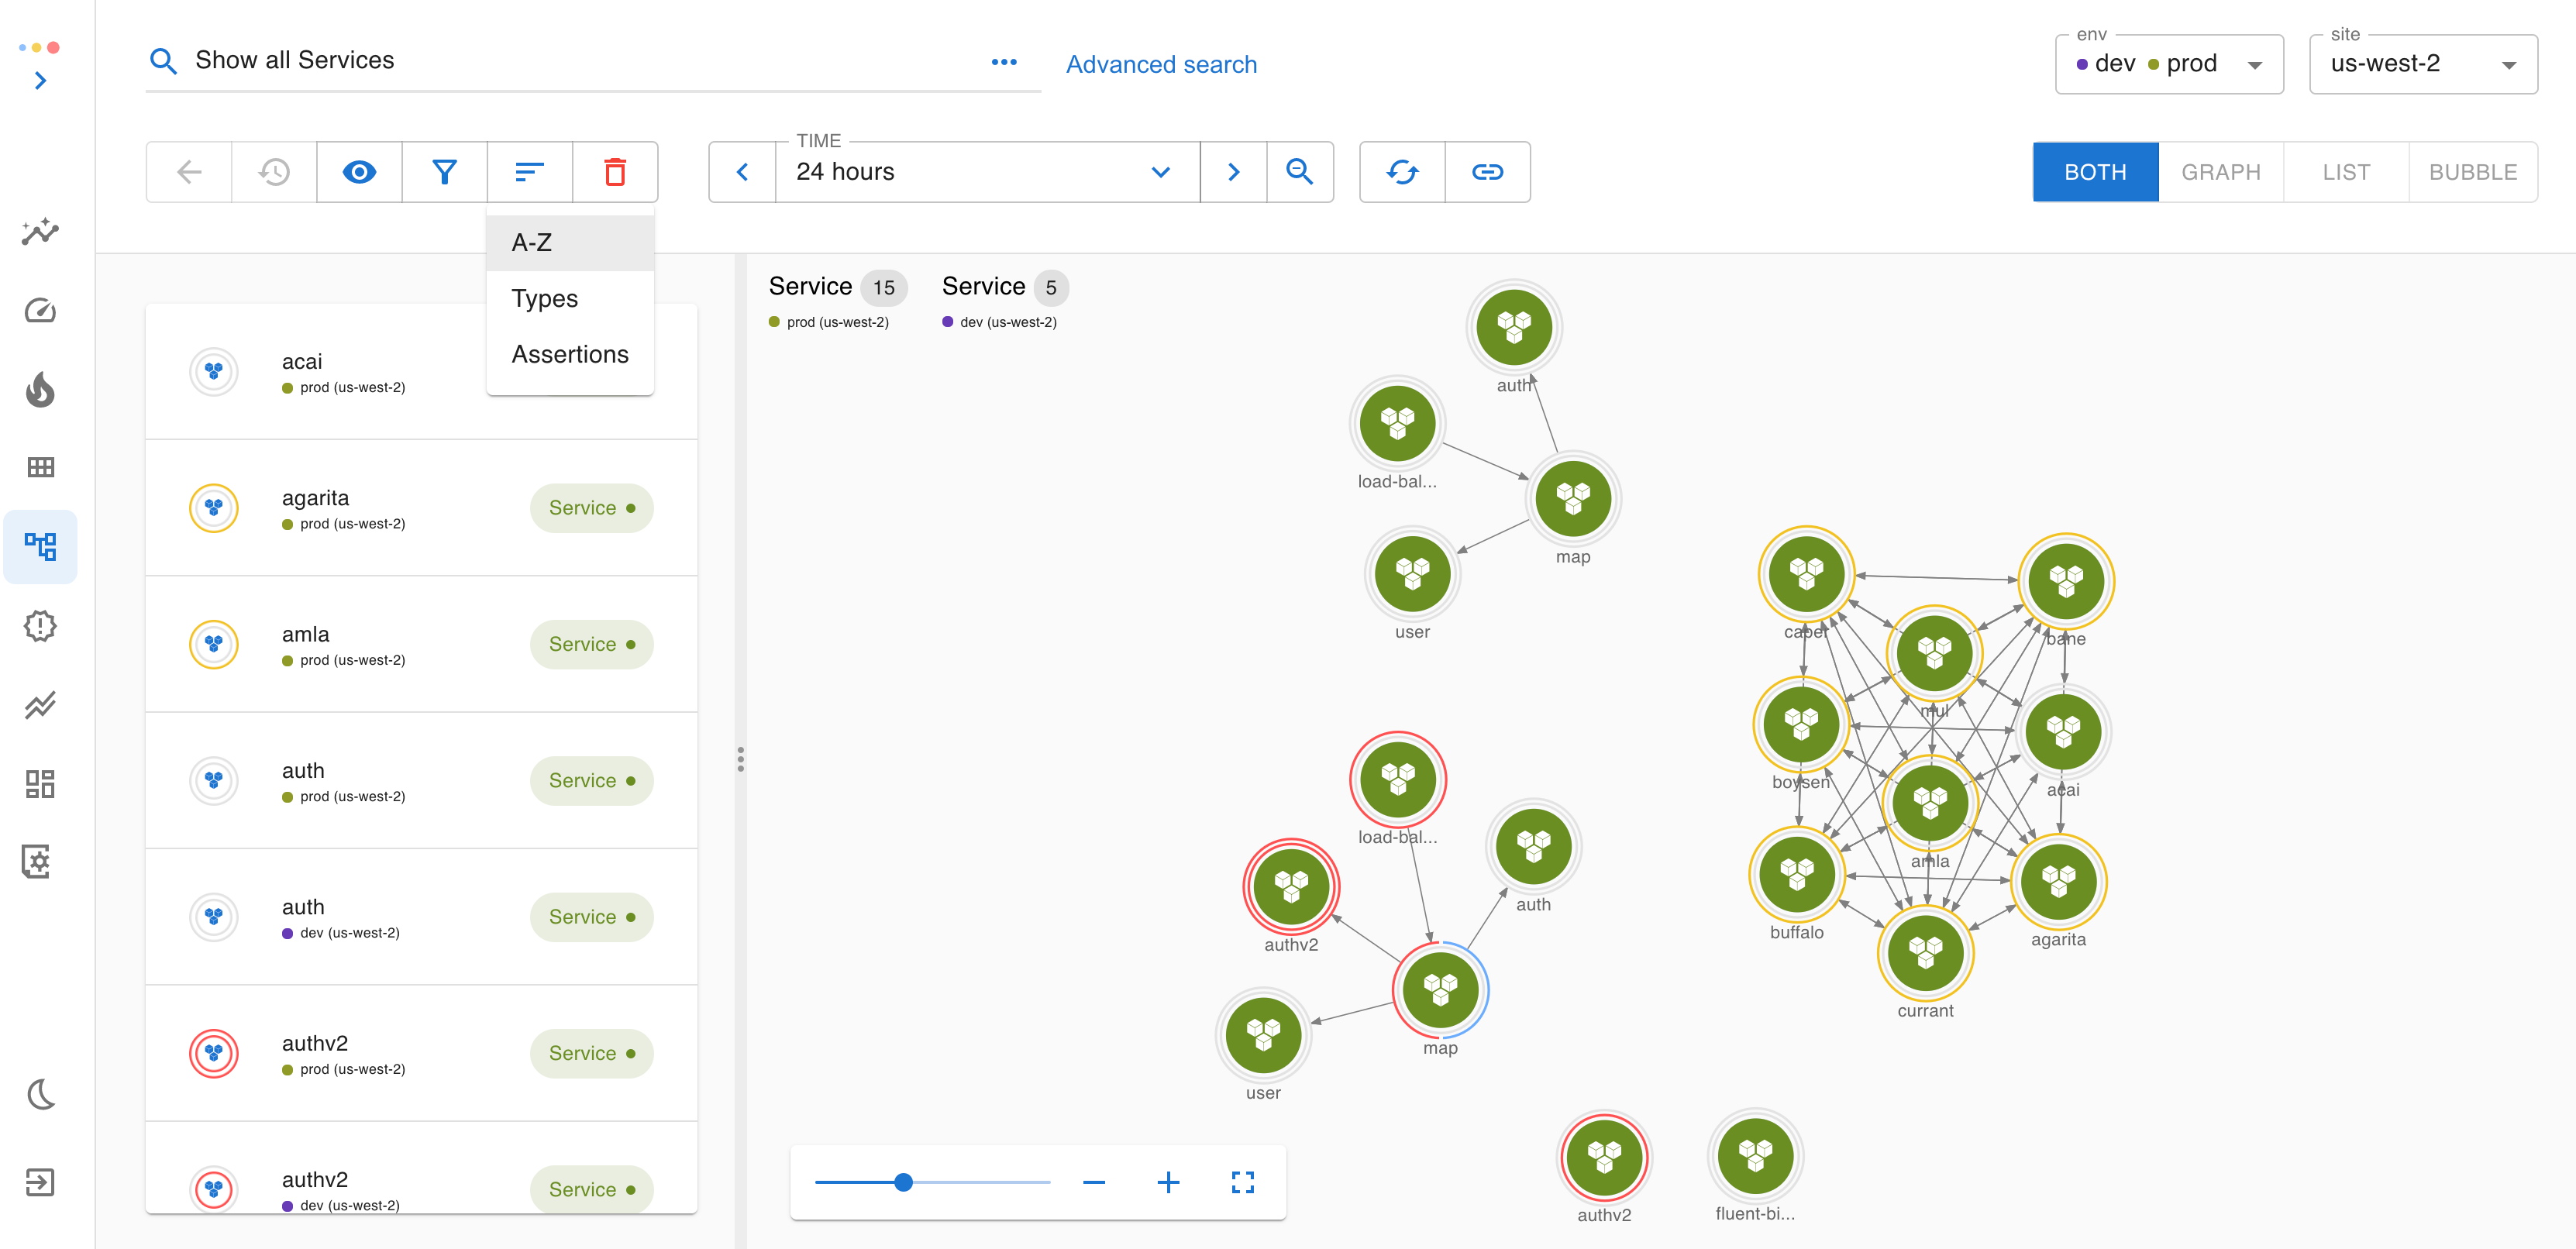 Show all Services
Advanced search
env
dev prod
site
us-west-2
TIME
24 hours
BOTH
GRAPH
LIST
BUBBLE
A-Z
Types
Assertions
acai
prod (us-west-2)
agarita
prod (us-west-2)
Service
amla
prod (us-west-2)
Service
auth
prod (us-west-2)
Service
auth
dev (us-west-2)
Service
authv2
prod (us-west-2)
Service
authv2
dev (us-west-2)
Service
Service 15
prod (us-west-2)
Service 5
dev (us-west-2)
auth
load-bal...
map
user
caper
bane
mul
boysen
acai
amla
buffalo
agarita
currant
load-bal...
auth
authv2
map
user
authv2
fluent-bi...